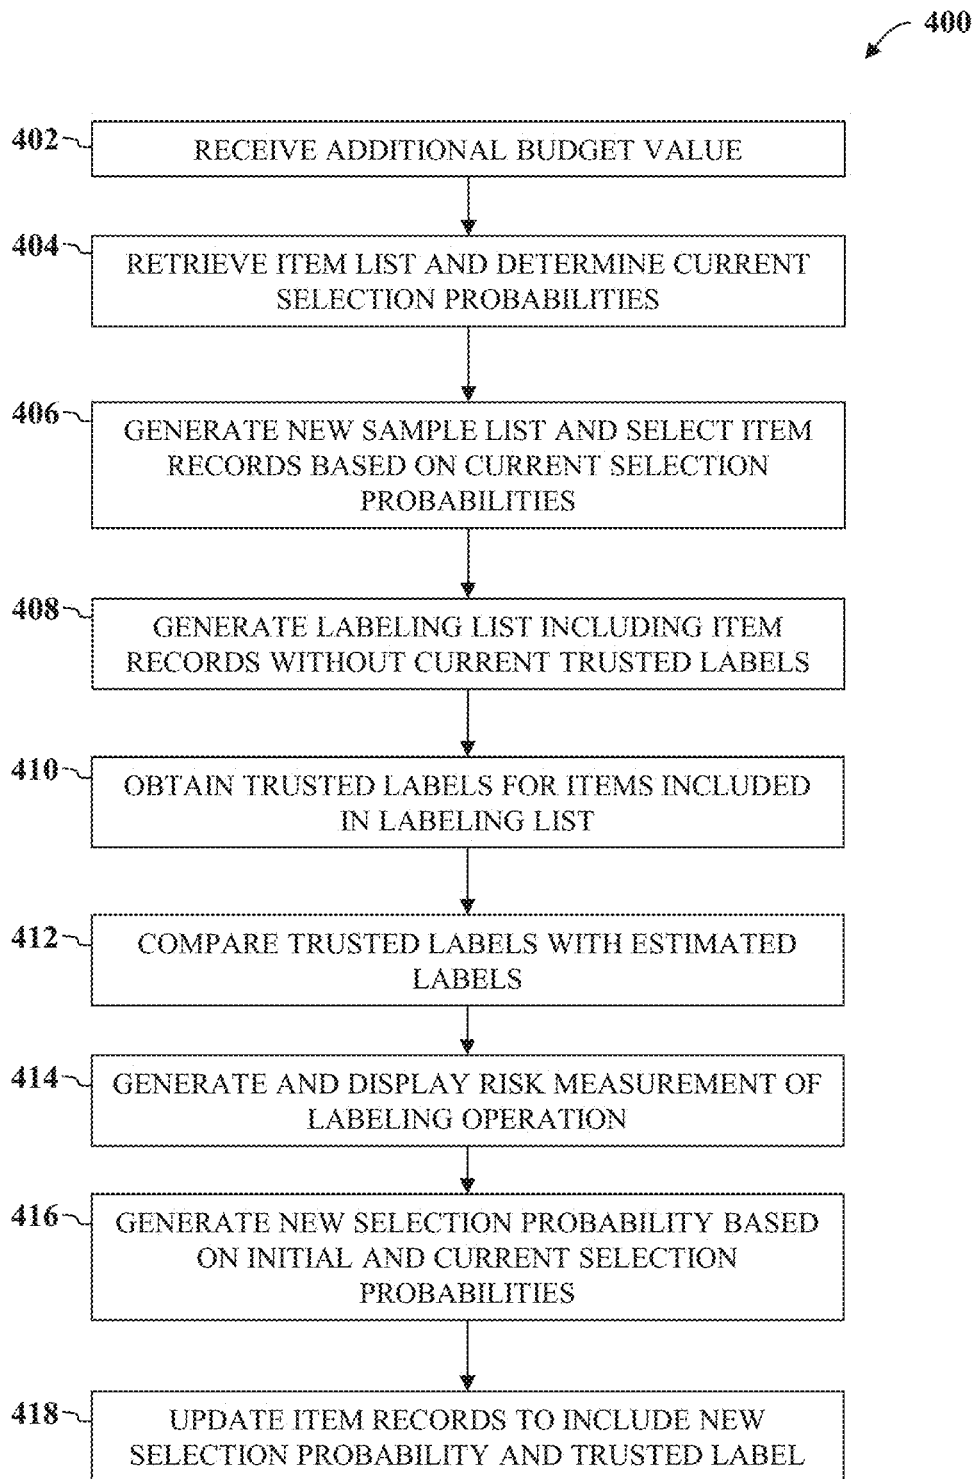 400
402
RECEIVE ADDITIONAL BUDGET VALUE
404
RETRIEVE ITEM LIST AND DETERMINE CURRENT
SELECTION PROBABILITIES
406
GENERATE NEW SAMPLE LIST AND SELECT ITEM
RECORDS BASED ON CURRENT SELECTION
PROBABILITIES
408
GENERATE LABELING LIST INCLUDING ITEM
RECORDS WITHOUT CURRENT TRUSTED LABELS
410
OBTAIN TRUSTED LABELS FOR ITEMS INCLUDED
IN LABELING LIST
412
COMPARE TRUSTED LABELS WITH ESTIMATED
LABELS
414
GENERATE AND DISPLAY RISK MEASUREMENT OF
LABELING OPERATION
416
GENERATE NEW SELECTION PROBABILITY BASED
ON INITIAL AND CURRENT SELECTION
PROBABILITIES
418
UPDATE ITEM RECORDS TO INCLUDE NEW
SELECTION PROBABILITY AND TRUSTED LABEL